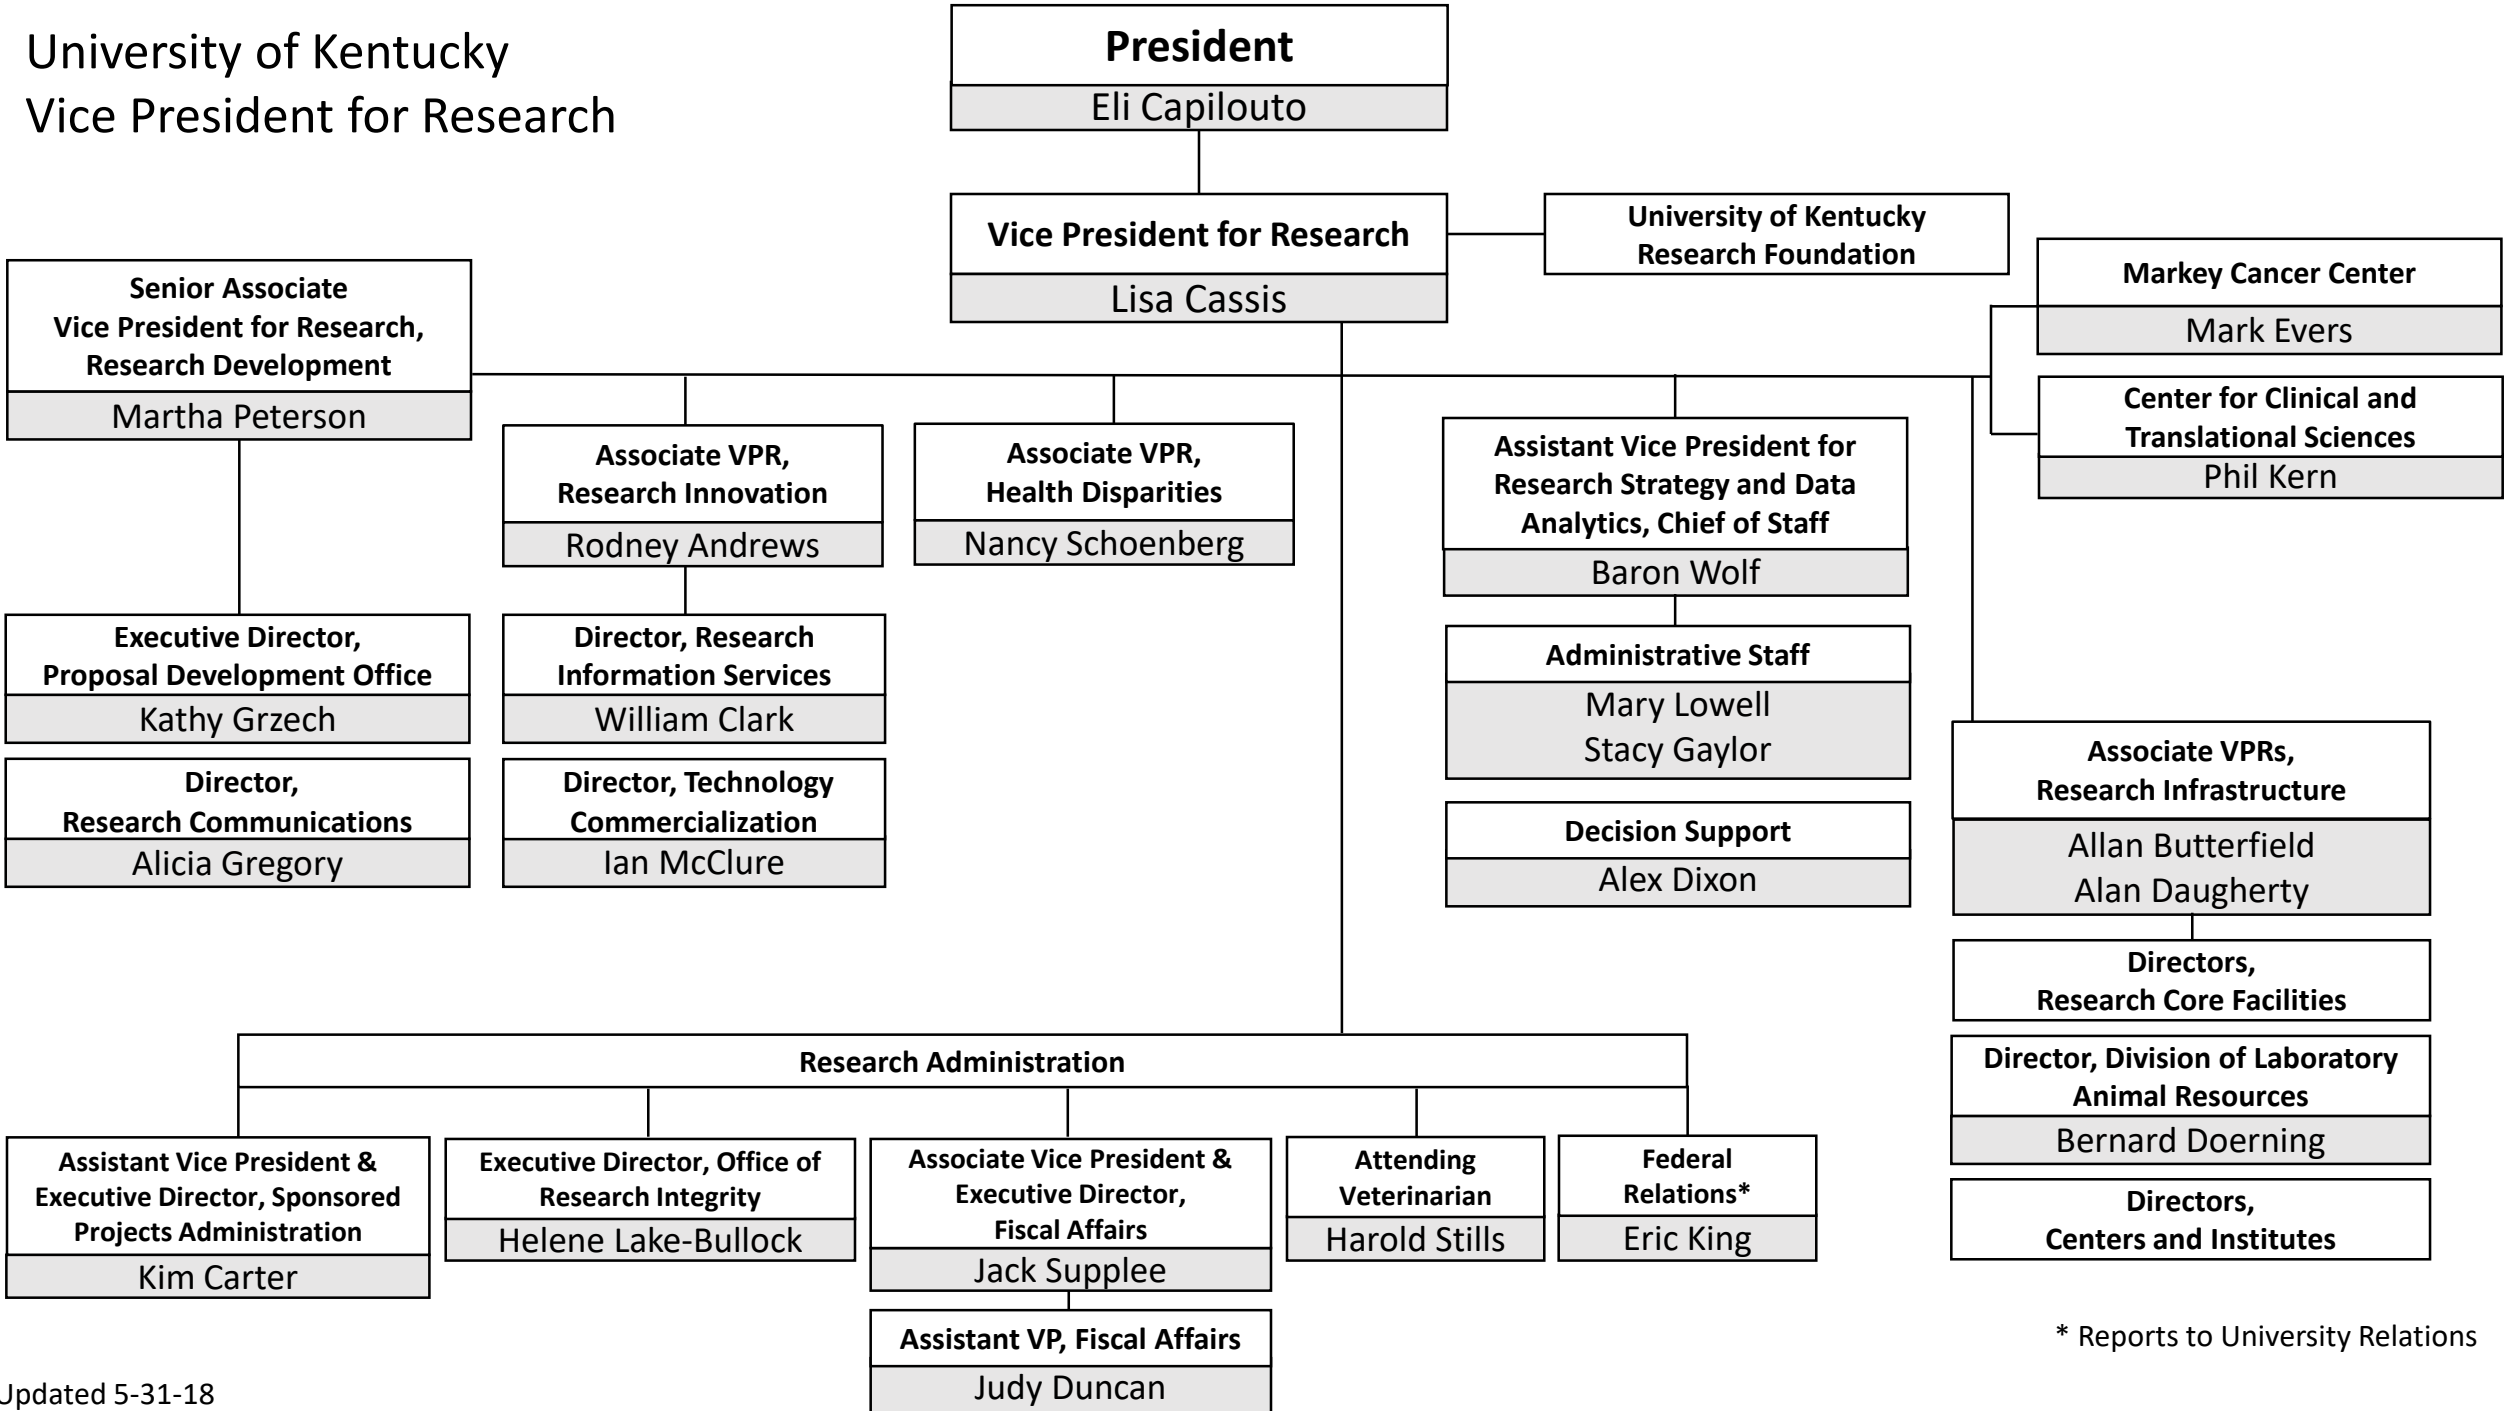 University of Kentucky
Vice President for Research
President
Eli Capilouto
Vice President for Research
Lisa Cassis
University of Kentucky
Research Foundation
Markey Cancer Center
Mark Evers
Center for Clinical and
Translational Sciences
Phil Kern
Senior Associate
Vice President for Research,
Research Development
Martha Peterson
Associate VPR,
Research Innovation
Rodney Andrews
Associate VPR,
Health Disparities
Nancy Schoenberg
Assistant Vice President for
Research Strategy and Data
Analytics, Chief of Staff
Baron Wolf
Executive Director,
Proposal Development Office
Kathy Grzech
Director,
Research Communications
Alicia Gregory
Director, Research
Information Services
William Clark
Director, Technology
Commercialization
Ian McClure
Administrative Staff
Mary Lowell
Stacy Gaylor
Decision Support
Alex Dixon
Associate VPRs,
Research Infrastructure
Allan Butterfield
Alan Daugherty
Directors,
Research Core Facilities
Director, Division of Laboratory
Animal Resources
Bernard Doerning
Directors,
Centers and Institutes
Research Administration
Assistant Vice President &
Executive Director, Sponsored
Projects Administration
Kim Carter
Executive Director, Office of
Research Integrity
Helene Lake-Bullock
Associate Vice President &
Executive Director,
Fiscal Affairs
Jack Supplee
Assistant VP, Fiscal Affairs
Judy Duncan
Attending
Veterinarian
Harold Stills
Federal
Relations*
Eric King
* Reports to University Relations
Updated 5-31-18